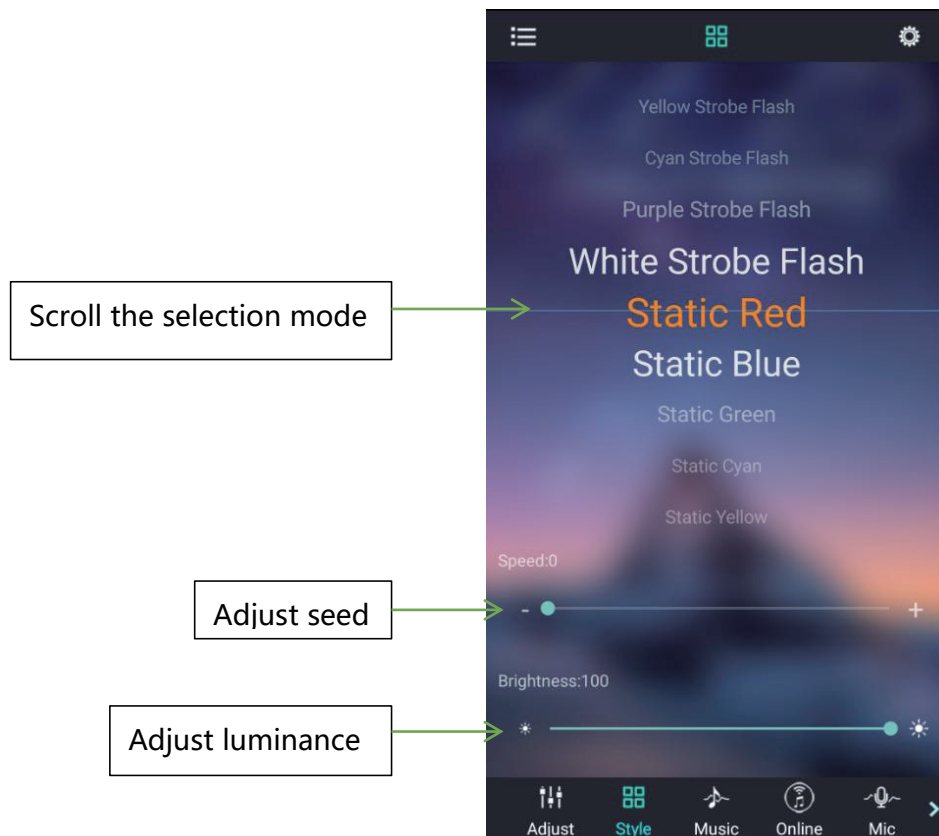 Yellow Strobe Flash
Cyan Strobe Flash
Purple Strobe Flash
White Strobe Flash
Scroll the selection mode
Static Red
Static Blue
Static Green
Static Cyan
Static Yellow
Speed:0
Adjust seed
- +
Brightness:100
Adjust luminance
Adjust Style Music Online Mic